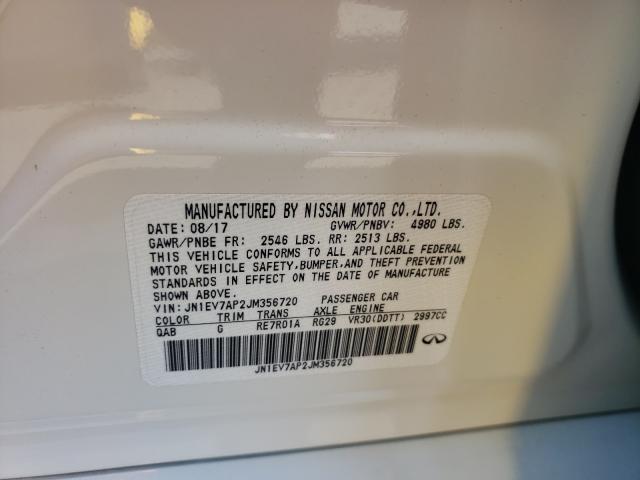 MANUFACTURED BY NISSAN MOTOR CO.,LTD.
DATE: 08/17 GVWR/PNBV: 4980 LBS.
GAWR/PNBE FR: 2546 LBS. RR: 2513 LBS.
THIS VEHICLE CONFORMS TO ALL APPLICABLE FEDERAL
MOTOR VEHICLE SAFETY,BUMPER,AND THEFT PREVENTION
STANDARDS IN EFFECT ON THE DATE OF MANUFACTURE
SHOWN ABOVE.
VIN: JN1EV7AP2JM356720 PASSENGER CAR
COLOR TRIM TRANS AXLE ENGINE
QAB G RE7R01A RG29 VR30(DDTT) 2997CC
JN1EV7AP2JM356720